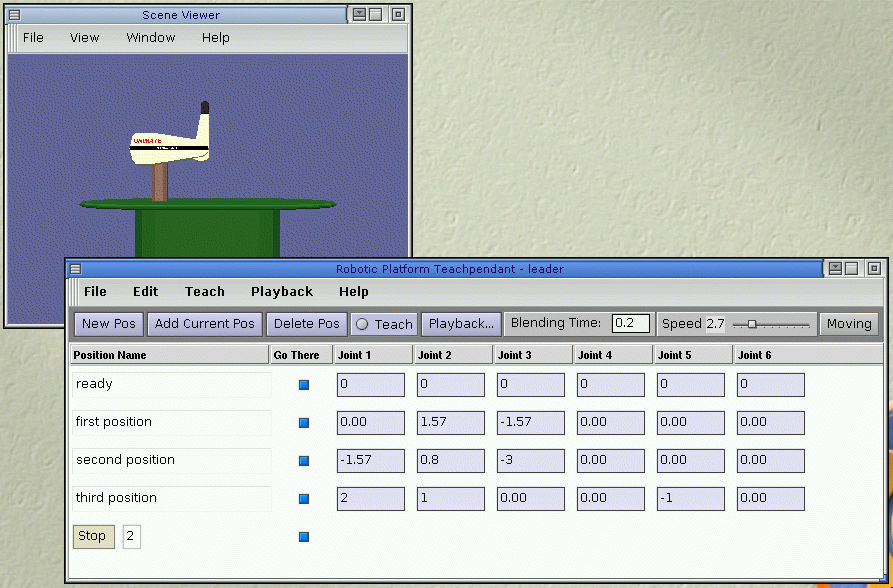 Scene Viewer
File View Window Help
UNIMATE
Robotic Platform Teachpendant - leader
File Edit Teach Playback Help
New Pos Add Current Pos Delete Pos Teach Playback... Blending Time: 0.2 Speed 2.7 Moving
Position Name Go There Joint 1 Joint 2 Joint 3 Joint 4 Joint 5 Joint 6
ready 0 0 0 0 0 0
first position 0.00 1.57 -1.57 0.00 0.00 0.00
second position -1.57 0.8 -3 0.00 0.00 0.00
third position 2 1 0.00 0.00 -1 0.00
Stop 2